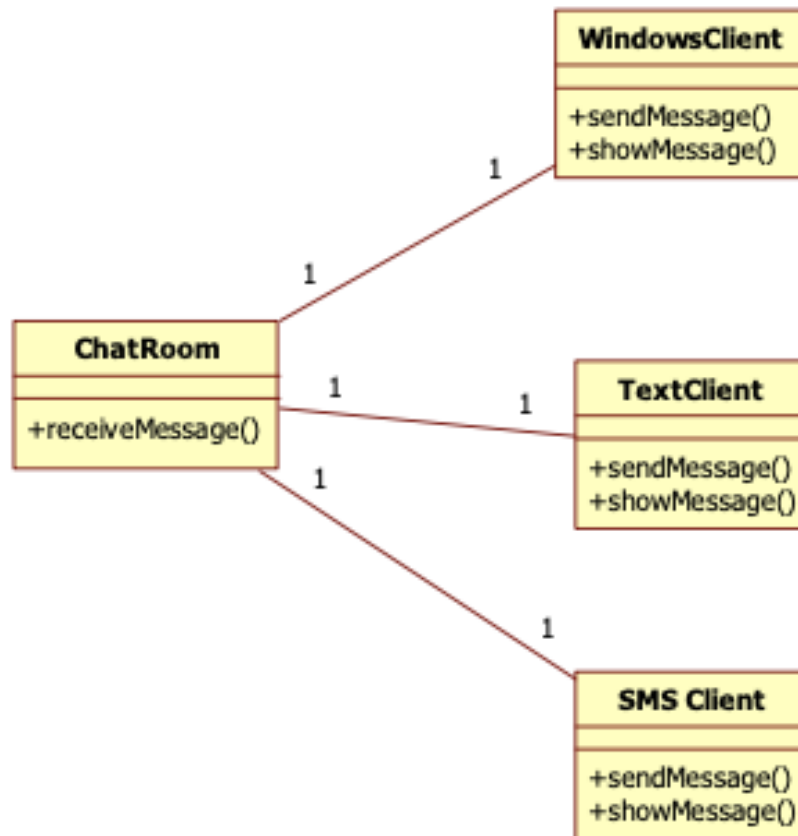 WindowsClient
+sendMessage()
+showMessage()
1
1
ChatRoom
+receiveMessage()
1
1
TextClient
+sendMessage()
+showMessage()
1
1
SMS Client
+sendMessage()
+showMessage()